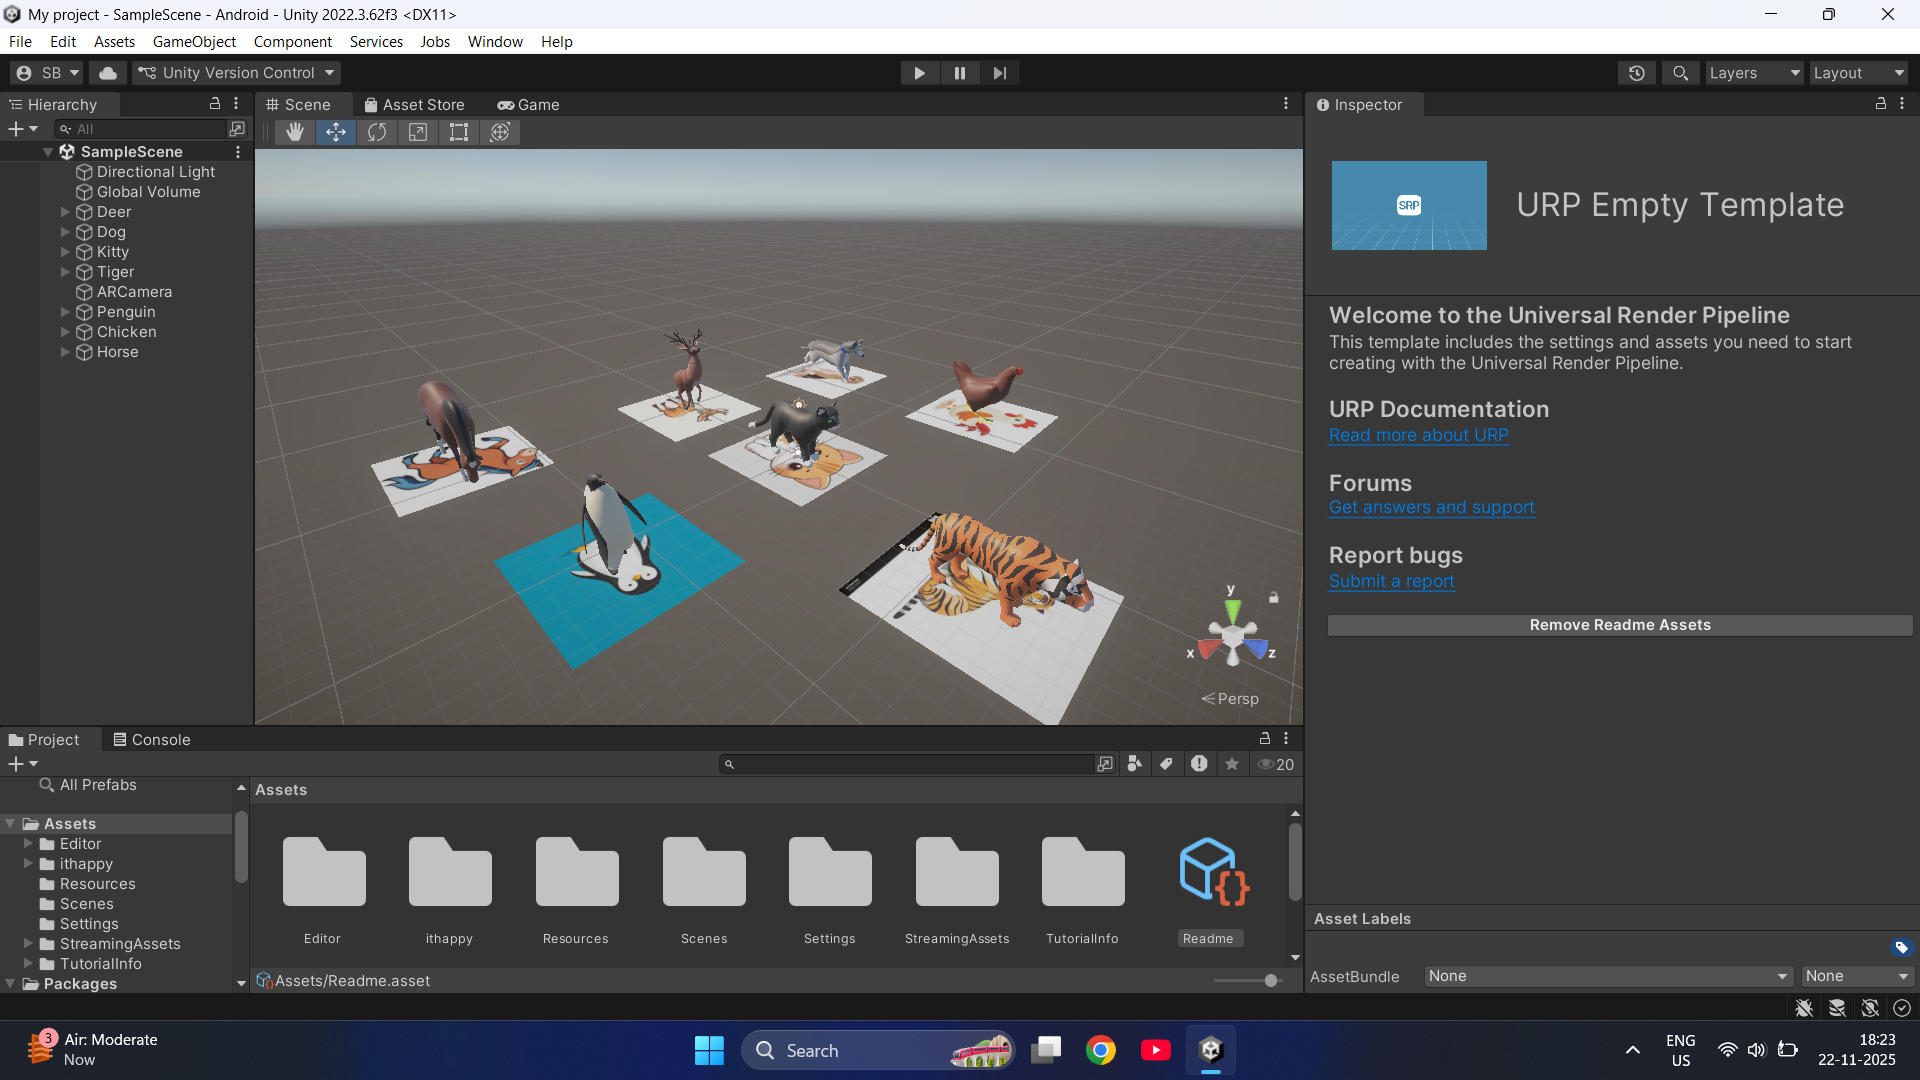 My project - SampleScene - Android - Unity 2022.3.62f3 <DX11>
File Edit Assets GameObject Component Services Jobs Window Help
SB Unity Version Control Layers Layout
Hierarchy
All
SampleScene
Directional Light
Global Volume
Deer
Dog
Kitty
Tiger
ARCamera
Penguin
Chicken
Horse
Scene Asset Store Game
y
x
z
Persp
Inspector
SRP
URP Empty Template
Welcome to the Universal Render Pipeline
This template includes the settings and assets you need to start
creating with the Universal Render Pipeline.
URP Documentation
Read more about URP
Forums
Get answers and support
Report bugs
Submit a report
Remove Readme Assets
Project Console
20
All Prefabs
Assets
Editor
ithappy
Resources
Scenes
Settings
StreamingAssets
TutorialInfo
Packages
Assets
Editor ithappy Resources Scenes Settings StreamingAssets TutorialInfo Readme
Assets/Readme.asset
Asset Labels
AssetBundle None None
3
Air: Moderate
Now
Search
ENG
US
18:23
22-11-2025